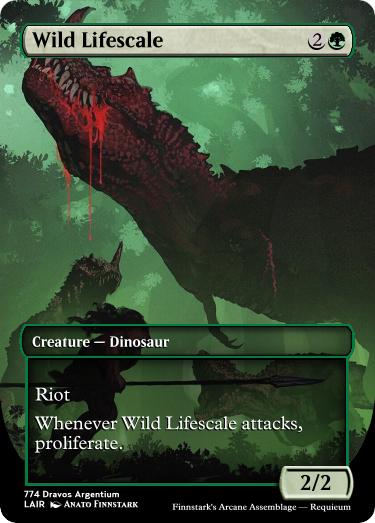 Wild Lifescale 2
Creature — Dinosaur
Riot
Whenever Wild Lifescale attacks,
proliferate.
2/2
774 Dravos Argentium
LAIR Anato Finnstark
Finnstark's Arcane Assemblage — Requieum